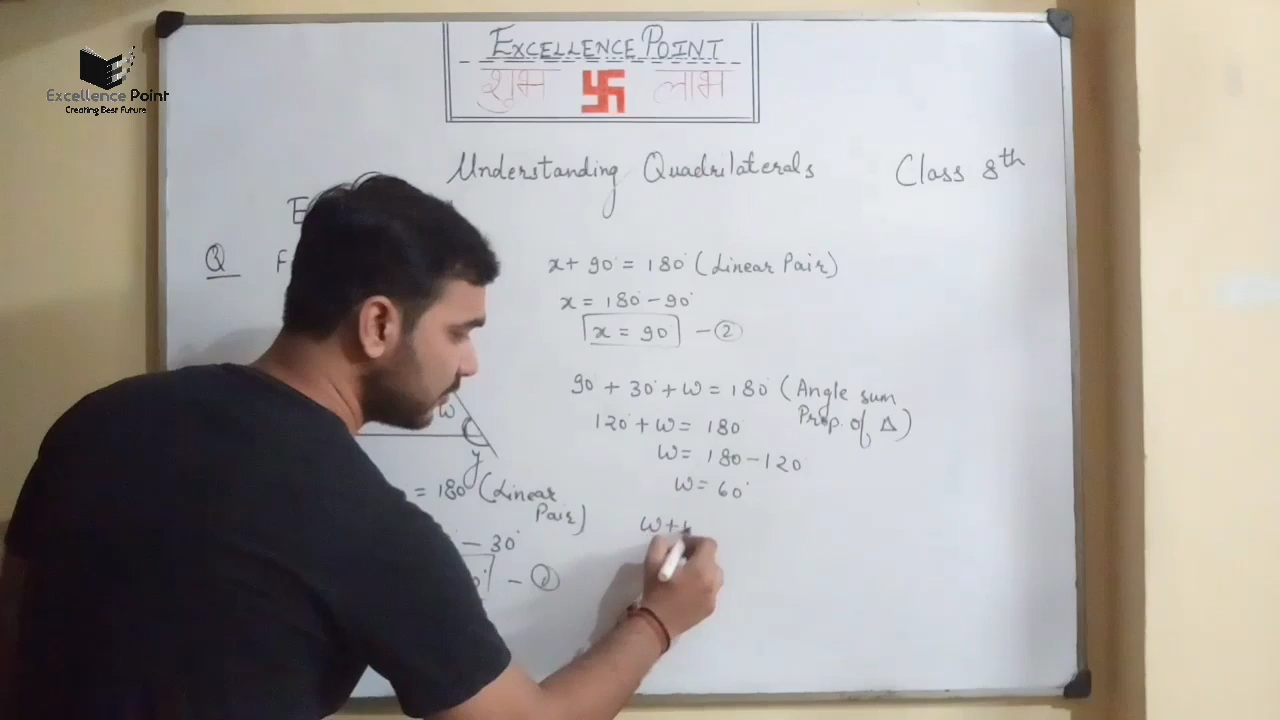 Excellence Point
Creating Best Future
EXCELLENCE POINT
शुभ 卐 लाभ
Understanding Quadrilaterals Class 8th
E
Q F
x + 90° = 180° (Linear Pair)
x = 180° - 90°
x = 90° - ②
90° + 30° + w = 180° (Angle sum
Prop. of Δ)
120° + w = 180
w = 180 - 120
w = 60°
w +
w
y
= 180° (Linear
Pair)
- 30°